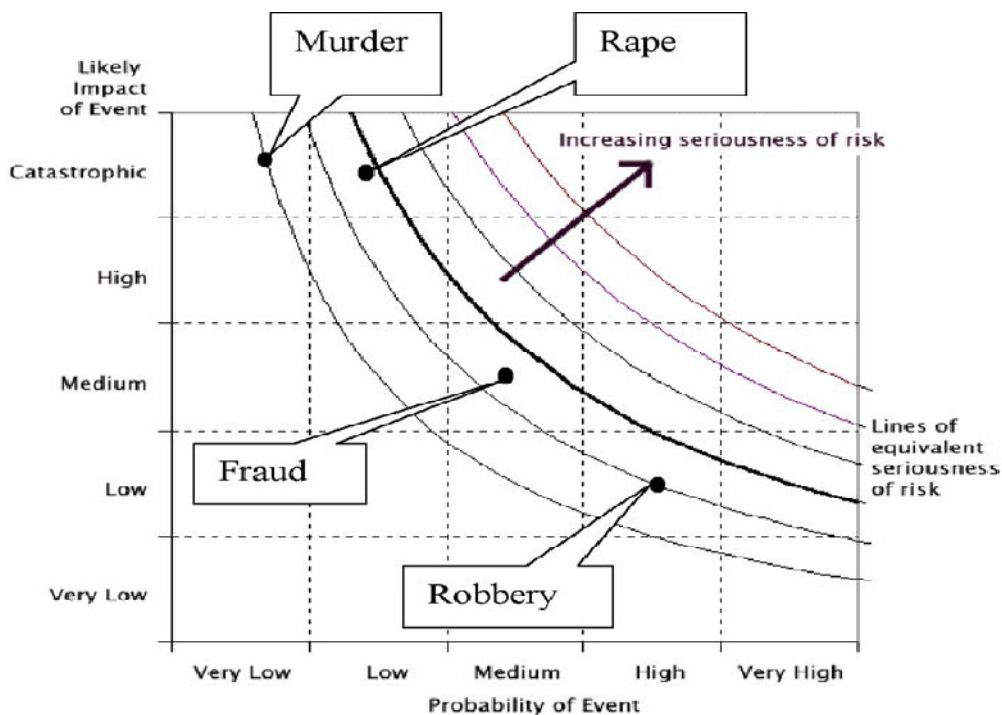 Murder
Rape
Likely
Impact
of Event
Increasing seriousness of risk
Catastrophic
High
Medium
Lines of
equivalent
seriousness
of risk
Fraud
Low
Robbery
Very Low
Very Low
Low
Medium
High
Very High
Probability of Event